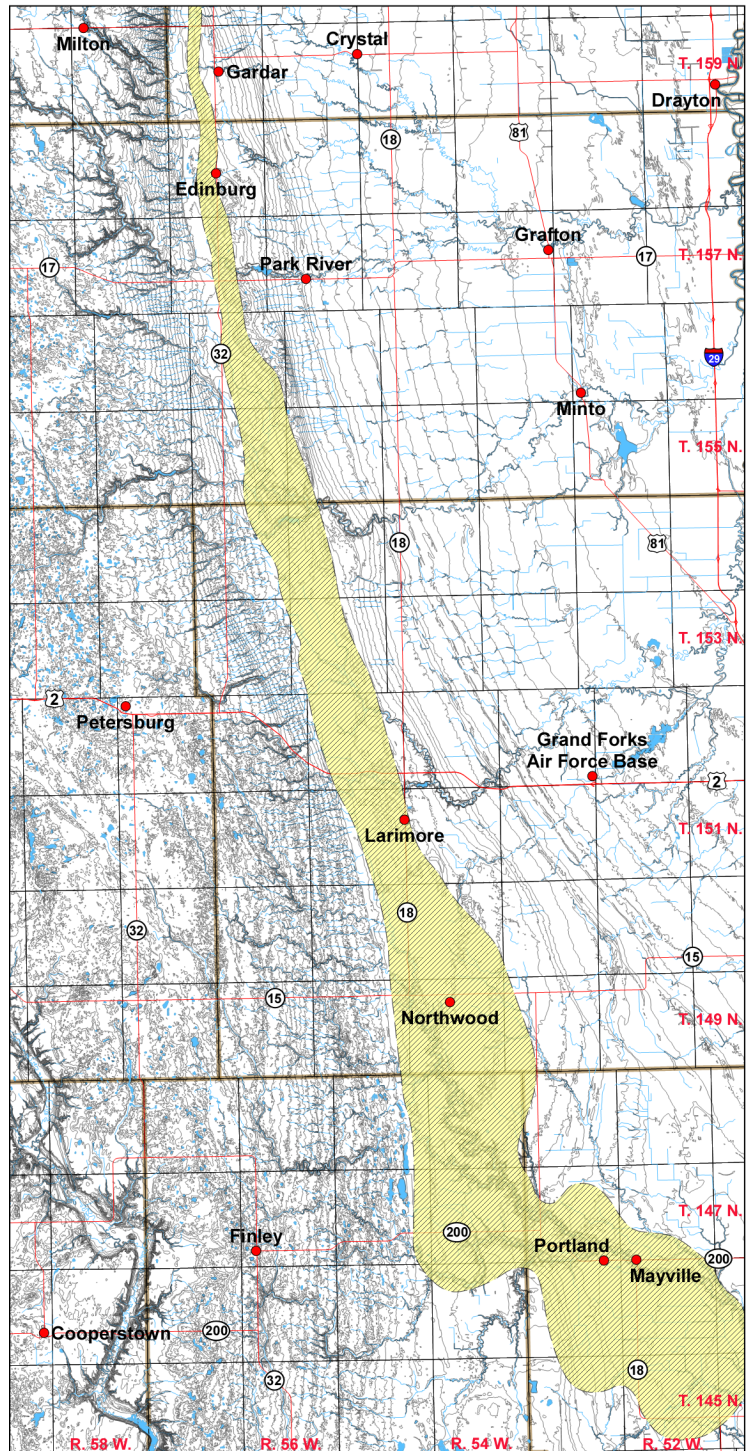 Milton
Crystal
Gardar
T. 159 N.
Drayton
81
18
Edinburg
Grafton
17
Park River
17
T. 157 N.
32
29
Minto
T. 155 N.
18
81
T. 153 N.
2
Petersburg
Grand Forks
Air Force Base
2
Larimore
T. 151 N.
18
32
15
15
Northwood
T. 149 N.
T. 147 N.
Finley
200
Portland
200
Mayville
Cooperstown
200
18
32
T. 145 N.
R. 58 W.
R. 56 W.
R. 54 W.
R. 52 W.